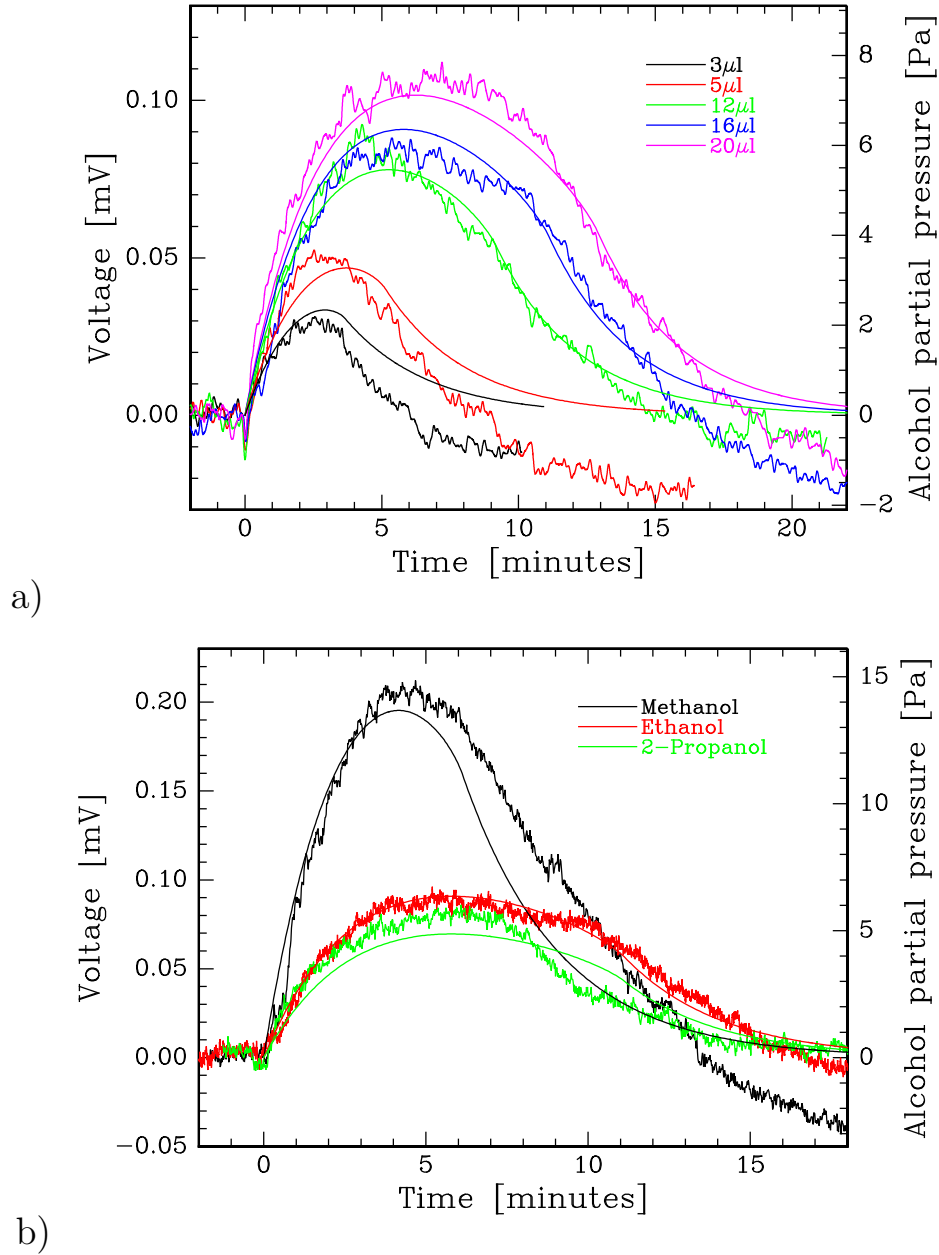 8
3μl
5μl
12μl
16μl
20μl
0.10
6
4
0.05
2
0.00
0
−2
0 5 10 15 20
Voltage [mV]
Alcohol partial pressure [Pa]
Time [minutes]
a)
15
0.20
Methanol
Ethanol
2−Propanol
0.15
10
0.10
5
0.05
0.00
0
−0.05
0 5 10 15
Voltage [mV]
Alcohol partial pressure [Pa]
Time [minutes]
b)